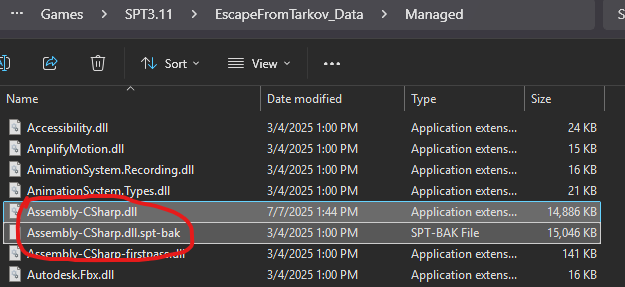 ... Games > SPT3.11 > EscapeFromTarkov_Data > Managed S
Sort View ...
Name Date modified Type Size
Accessibility.dll 3/4/2025 1:00 PM Application extens... 24 KB
AmplifyMotion.dll 3/4/2025 1:00 PM Application extens... 15 KB
AnimationSystem.Recording.dll 3/4/2025 1:00 PM Application extens... 16 KB
AnimationSystem.Types.dll 3/4/2025 1:00 PM Application extens... 21 KB
Assembly-CSharp.dll 7/7/2025 1:44 PM Application extens... 14,886 KB
Assembly-CSharp.dll.spt-bak 3/4/2025 1:00 PM SPT-BAK File 15,046 KB
Assembly-CSharp-firstpass.dll 3/4/2025 1:00 PM Application extens... 141 KB
Autodesk.Fbx.dll 3/4/2025 1:00 PM Application extens... 16 KB